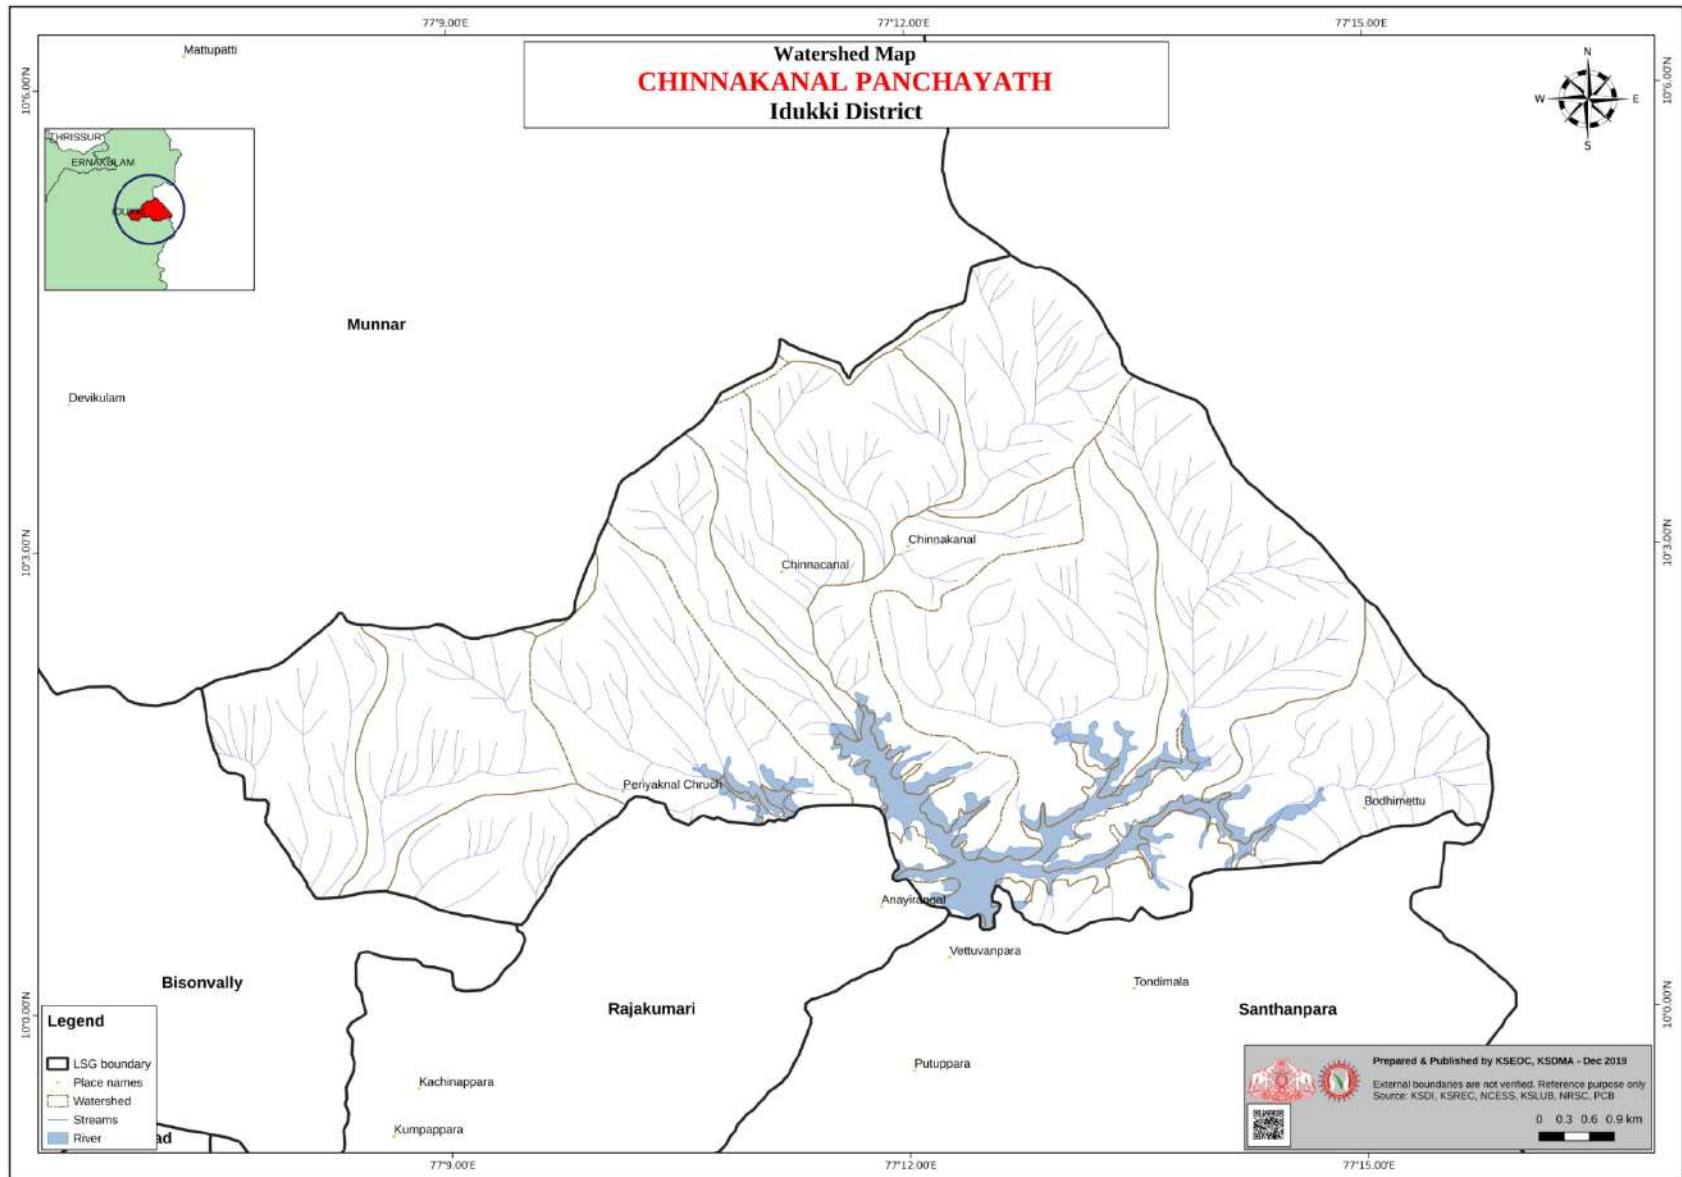 77°9.00'E
77°12.00'E
77°15.00'E
Mattupatti
Watershed Map
CHINNAKANAL PANCHAYATH
Idukki District
N
W
E
S
10°6.00'N
10°6.00'N
THRISSUR
ERNAKULAM
Munnar
Devikulam
10°3.00'N
10°3.00'N
Chinnakanal
Chinnacanal
Periyaknal Chruch
Bodhimettu
Anayirangal
Vettuvanpara
Bisonvally
Tondimala
Rajakumari
Santhanpara
10°0.00'N
10°0.00'N
Legend
LSG boundary
Place names
Watershed
Streams
River
ad
Kachinappara
Putuppara
Kumpappara
Prepared & Published by KSEOC, KSDMA - Dec 2019
External boundaries are not verified. Reference purpose only
Source: KSDI, KSREC, NCESS, KSLUB, NRSC, PCB
0 0.3 0.6 0.9 km
77°9.00'E
77°12.00'E
77°15.00'E